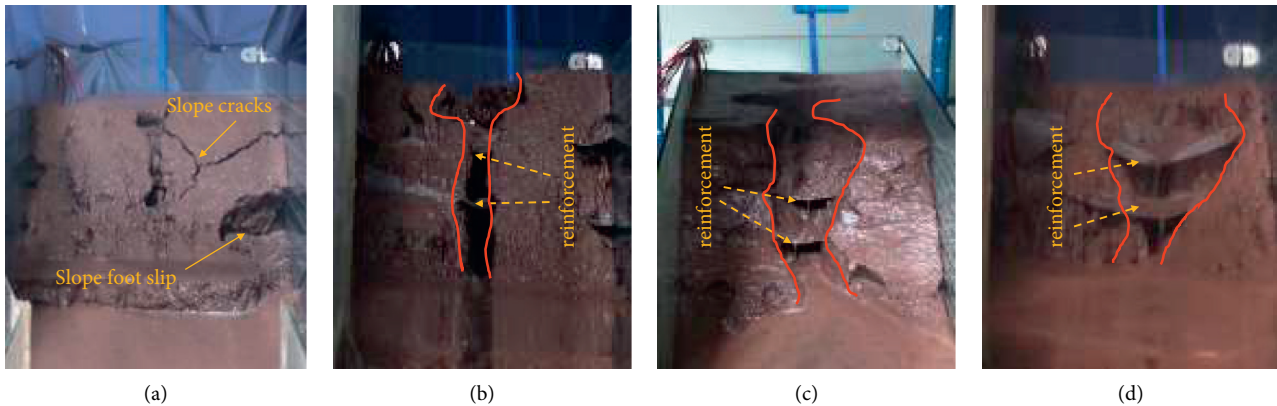 Slope cracks
Slope foot slip
(a)
reinforcement
(b)
reinforcement
(c)
reinforcement
(d)